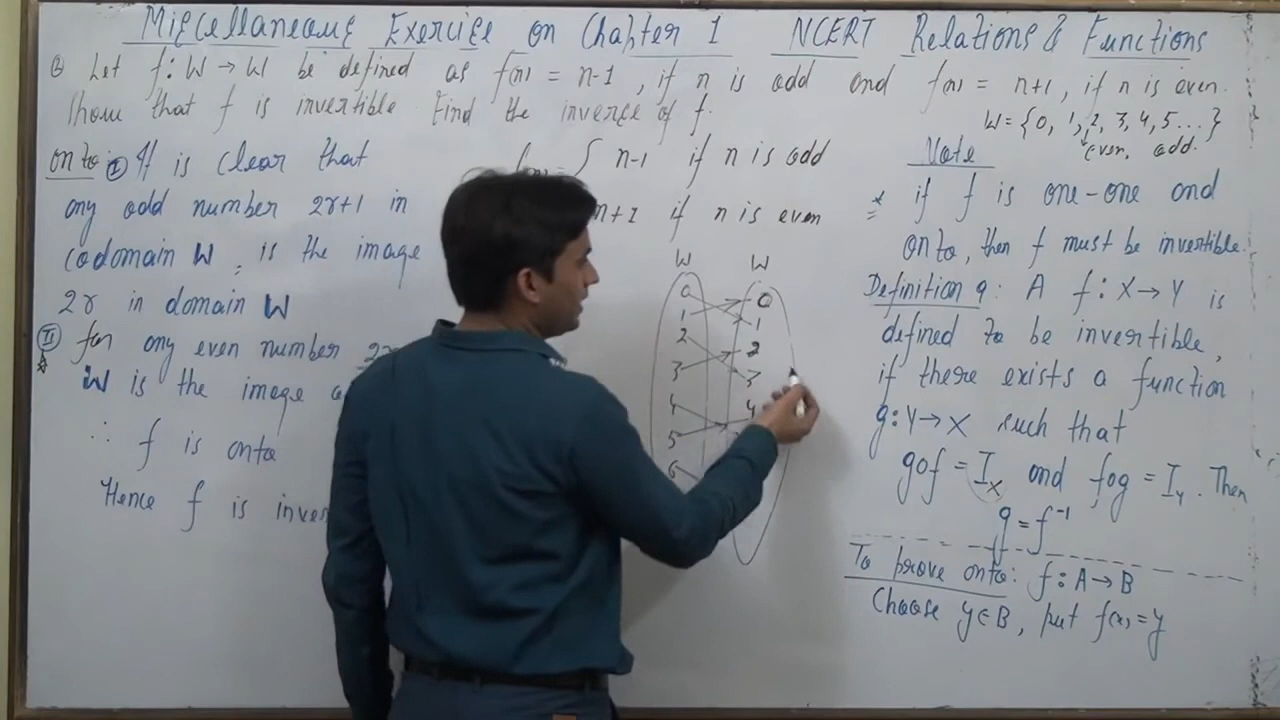 Miscellaneous Exercise on Chapter 1 NCERT Relations & Functions
Let f: W → W be defined as f(n) = n-1, if n is odd and f(n) = n+1, if n is even.
Show that f is invertible. Find the inverse of f.
W = {0, 1, 2, 3, 4, 5...}
even, odd.
onto (I) It is clear that
any odd number 2r+1 in
codomain W, is the image
2r in domain W
(II) for any even number
W is the image
∴ f is onto
Hence f is
n-1 if n is odd
n+1 if n is even
W W
0 0
1 1
2 2
3 3
4 4
5
6
Note
* if f is one-one and
onto, then f must be invertible.
Definition 9: A f: X → Y is
defined to be invertible,
if there exists a function
g: Y → X such that
gof = I_X and fog = I_Y. Then
g = f⁻¹
To prove onto: f: A → B
Choose y ∈ B, put f(x) = y